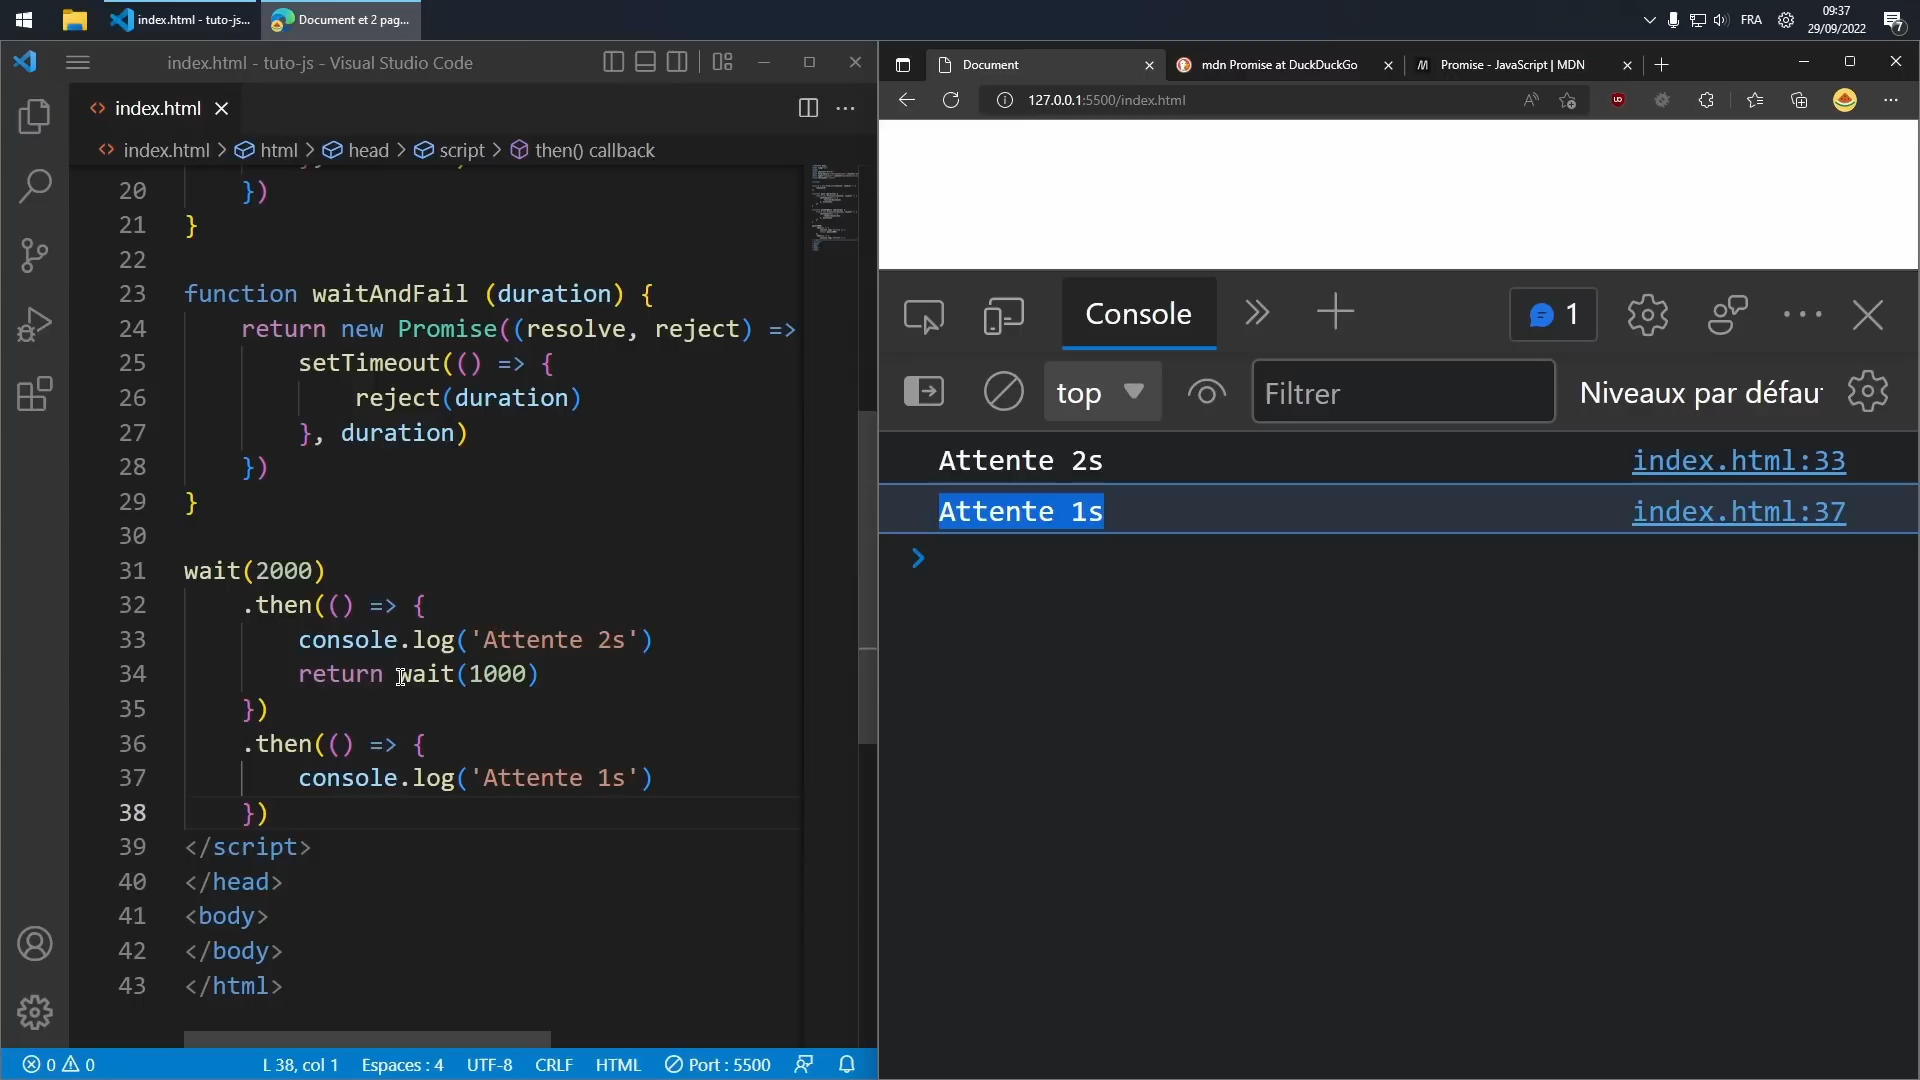 index.html - tuto-js...
Document et 2 pag...
FRA
09:37
29/09/2022
7
index.html - tuto-js - Visual Studio Code
index.html
index.html > html > head > script > then() callback
20 })
21 }
22
23 function waitAndFail (duration) {
24 return new Promise((resolve, reject) =>
25 setTimeout(() => {
26 reject(duration)
27 }, duration)
28 })
29 }
30
31 wait(2000)
32 .then(() => {
33 console.log('Attente 2s')
34 return wait(1000)
35 })
36 .then(() => {
37 console.log('Attente 1s')
38 })
39 </script>
40 </head>
41 <body>
42 </body>
43 </html>
0 0
L 38, col 1
Espaces : 4
UTF-8
CRLF
HTML
Port : 5500
Document
mdn Promise at DuckDuckGo
Promise - JavaScript | MDN
127.0.0.1:5500/index.html
Console
1
top
Filtrer
Niveaux par défau
Attente 2s index.html:33
Attente 1s index.html:37